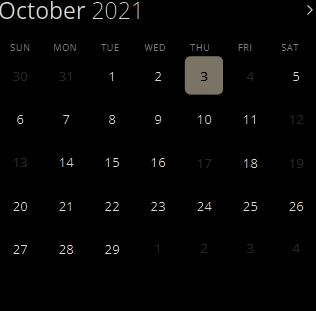 October 2021
SUN MON TUE WED THU FRI SAT
30 31 1 2 3 4 5
6 7 8 9 10 11 12
13 14 15 16 17 18 19
20 21 22 23 24 25 26
27 28 29 1 2 3 4